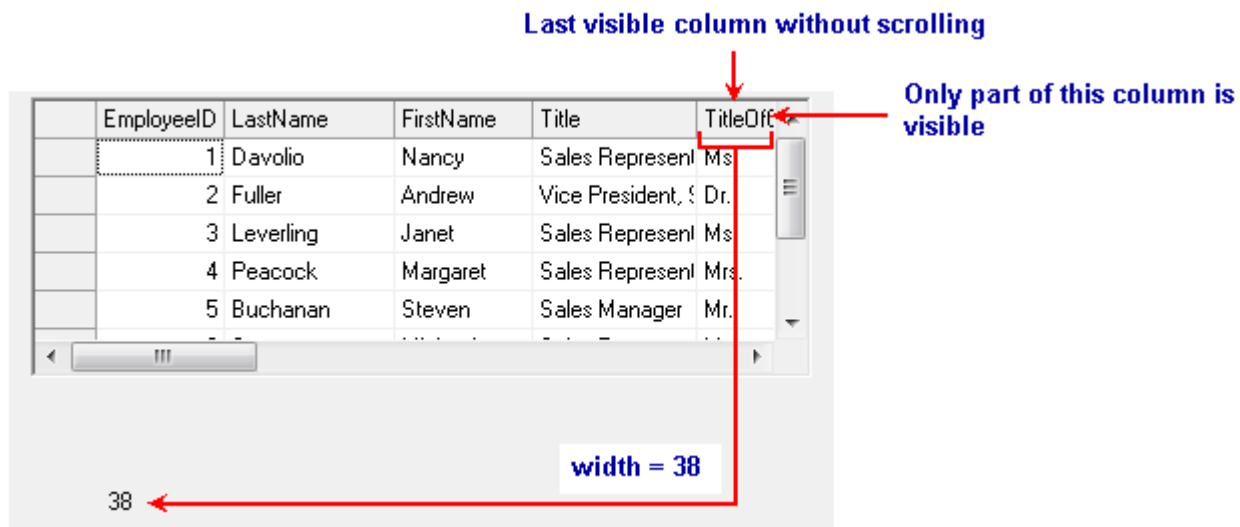 Last visible column without scrolling
Only part of this column is
visible
EmployeeID LastName FirstName Title TitleOf
1 Davolio Nancy Sales Represent Ms
2 Fuller Andrew Vice President, S Dr.
3 Leverling Janet Sales Represent Ms
4 Peacock Margaret Sales Represent Mrs.
5 Buchanan Steven Sales Manager Mr.
width = 38
38